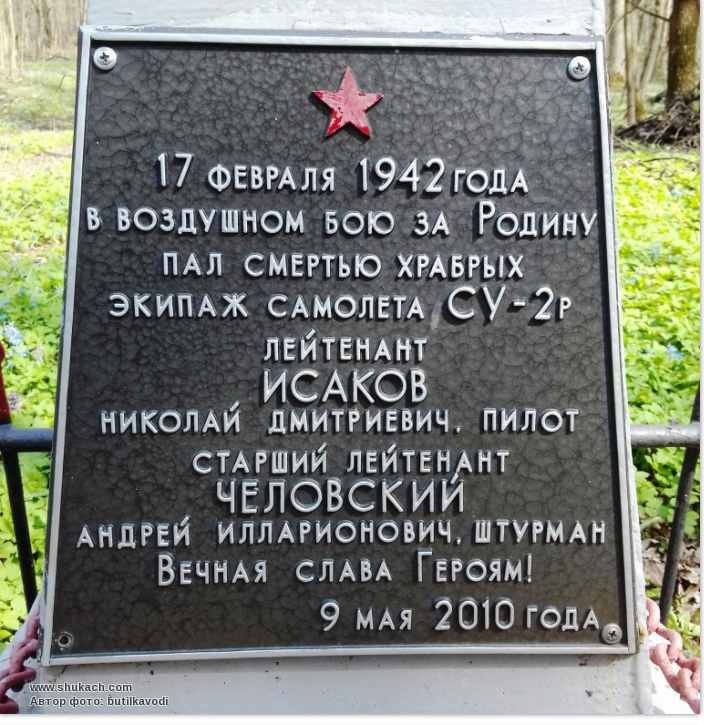 17 ФЕВРАЛЯ 1942 ГОДА
В ВОЗДУШНОМ БОЮ ЗА РОДИНУ
ПАЛ СМЕРТЬЮ ХРАБРЫХ
ЭКИПАЖ САМОЛЕТА СУ-2Р
ЛЕЙТЕНАНТ
ИСАКОВ
НИКОЛАЙ ДМИТРИЕВИЧ, ПИЛОТ
СТАРШИЙ ЛЕЙТЕНАНТ
ЧЕЛОВСКИЙ
АНДРЕЙ ИЛЛАРИОНОВИЧ, ШТУРМАН
ВЕЧНАЯ СЛАВА ГЕРОЯМ!
9 МАЯ 2010 ГОДА
www.shukach.com
Автор фото: butilkavodi